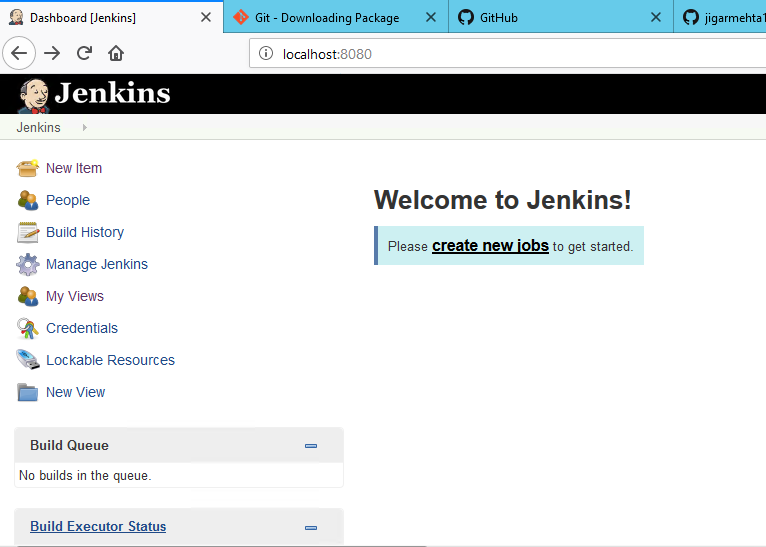 Dashboard [Jenkins]
Git - Downloading Package
GitHub
jigarmehta1
localhost:8080
Jenkins
Jenkins
New Item
People
Build History
Manage Jenkins
My Views
Credentials
Lockable Resources
New View
Welcome to Jenkins!
Please create new jobs to get started.
Build Queue
No builds in the queue.
Build Executor Status